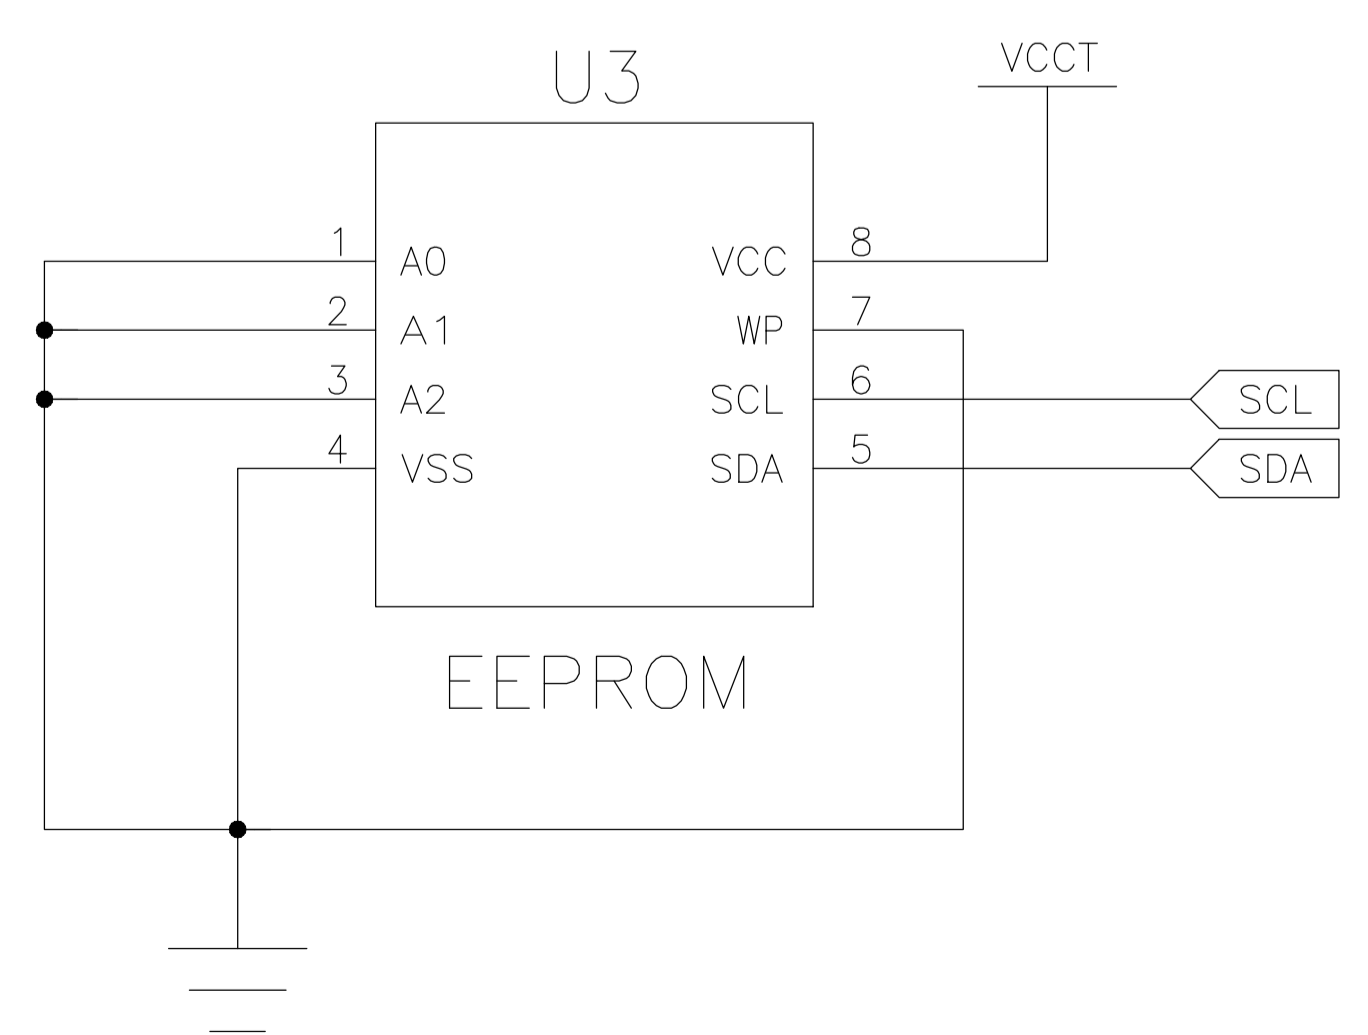 U3
VCCT
1 A0 VCC 8
2 A1 WP 7
3 A2 SCL 6 SCL
4 VSS SDA 5 SDA
EEPROM